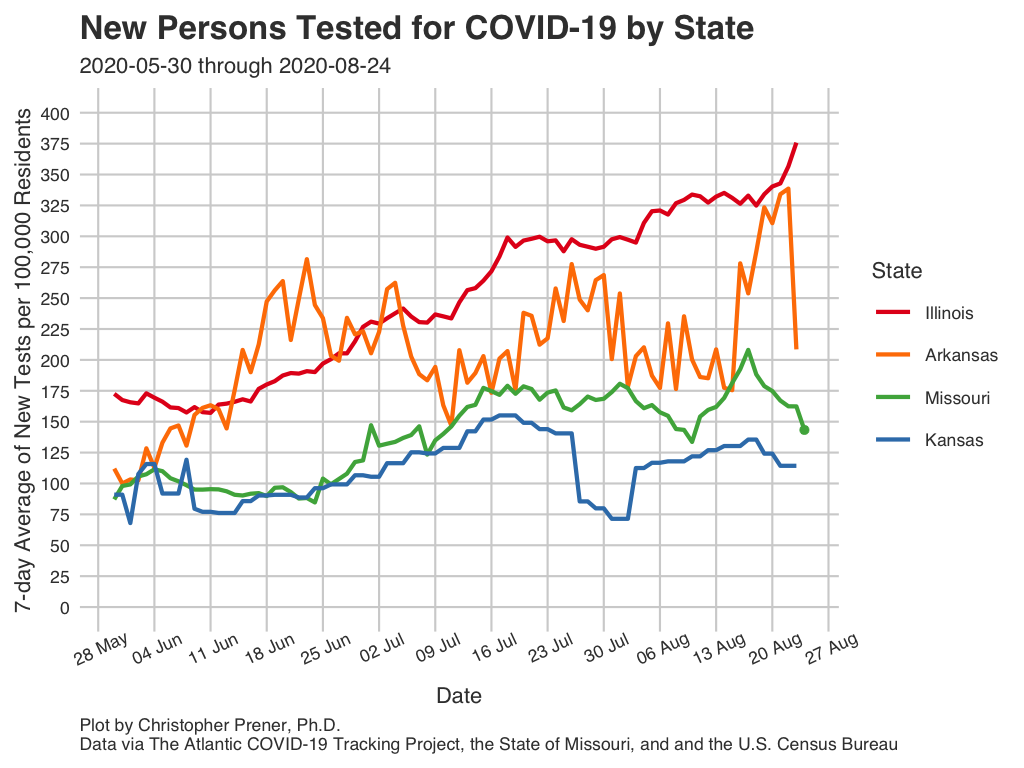 New Persons Tested for COVID-19 by State
2020-05-30 through 2020-08-24
7-day Average of New Tests per 100,000 Residents
400
375
350
325
300
275
250
225
200
175
150
125
100
75
50
25
0
28 May
04 Jun
11 Jun
18 Jun
25 Jun
02 Jul
09 Jul
16 Jul
23 Jul
30 Jul
06 Aug
13 Aug
20 Aug
27 Aug
Date
State
Illinois
Arkansas
Missouri
Kansas
Plot by Christopher Prener, Ph.D.
Data via The Atlantic COVID-19 Tracking Project, the State of Missouri, and and the U.S. Census Bureau